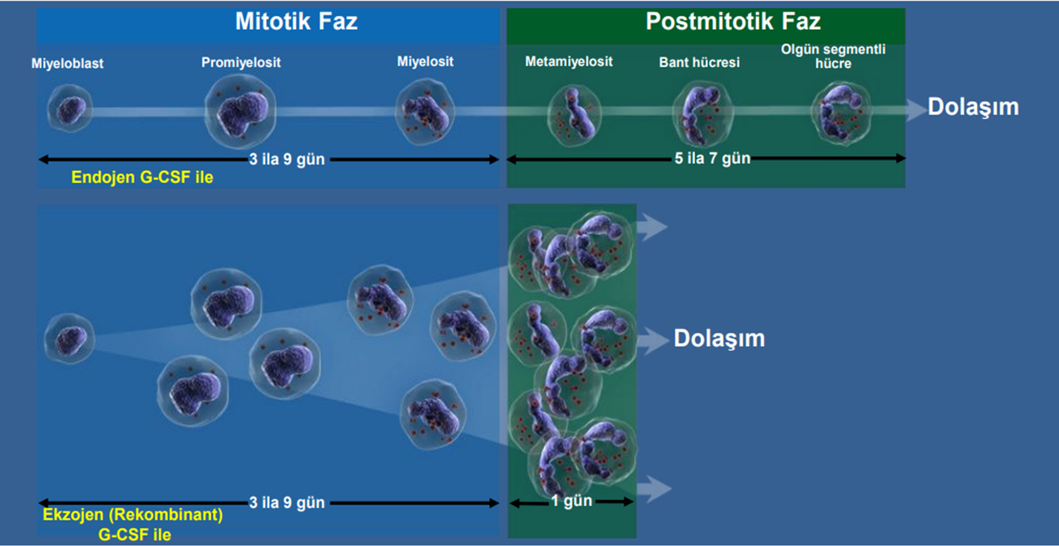 Mitotik Faz
Postmitotik Faz
Miyeloblast
Promiyelosit
Miyelosit
Metamiyelosit
Bant hücresi
Olgün segmentli
hücre
Dolaşım
3 ila 9 gün
5 ila 7 gün
Endojen G-CSF ile
Dolaşım
3 ila 9 gün
1 gün
Ekzojen (Rekombinant)
G-CSF ile